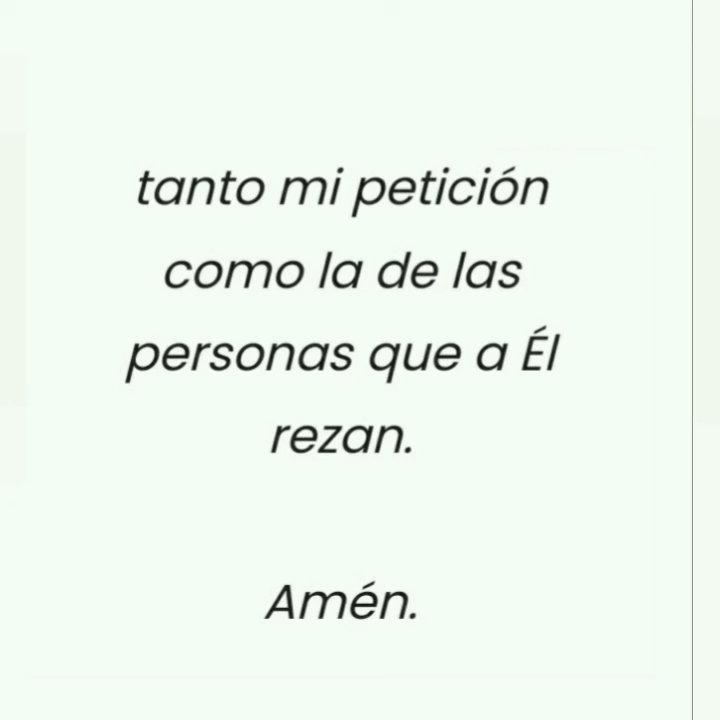 tanto mi petición
como la de las
personas que a Él
rezan.
Amén.